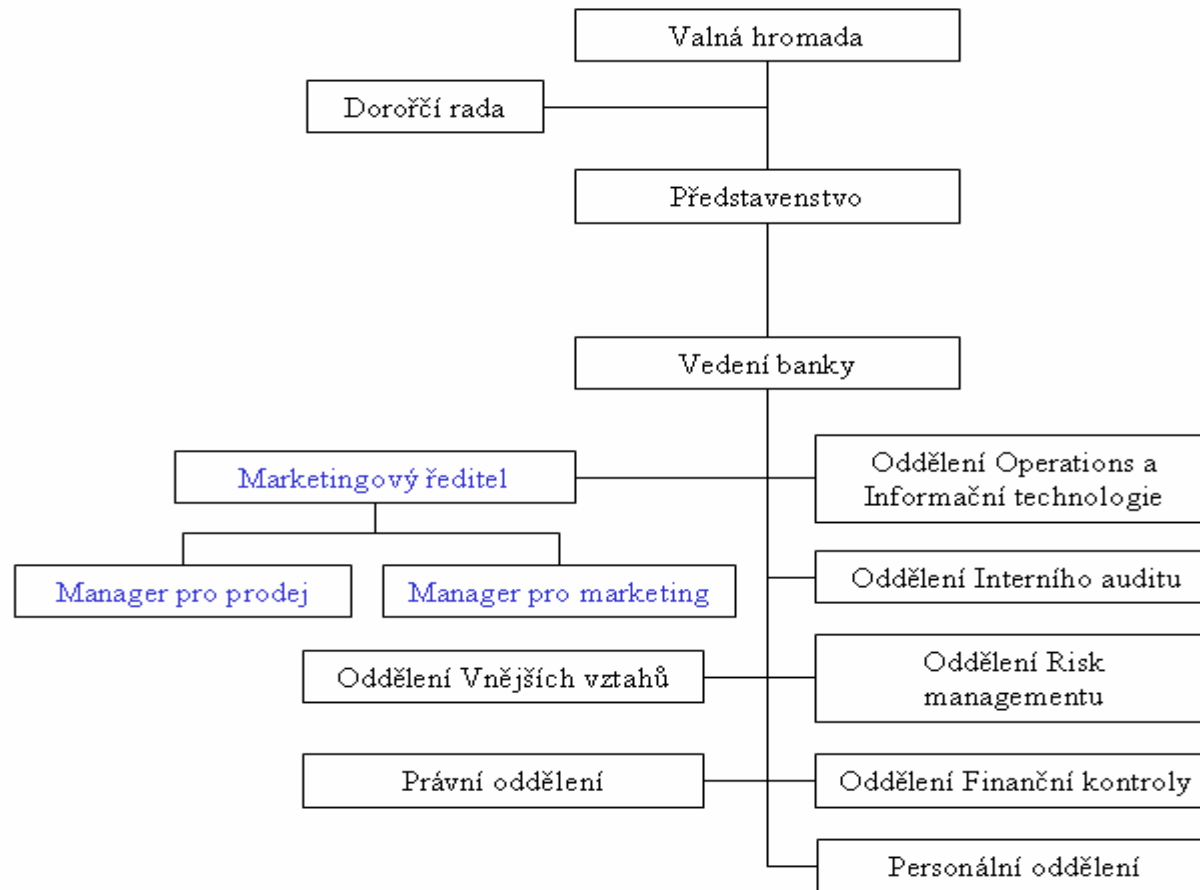 Valná hromada
Dorořčí rada
Představenstvo
Vedení banky
Marketingový ředitel
Oddělení Operations a
Informační technologie
Manager pro prodej
Manager pro marketing
Oddělení Interního auditu
Oddělení Vnějších vztahů
Oddělení Risk
managementu
Právní oddělení
Oddělení Finanční kontroly
Personální oddělení